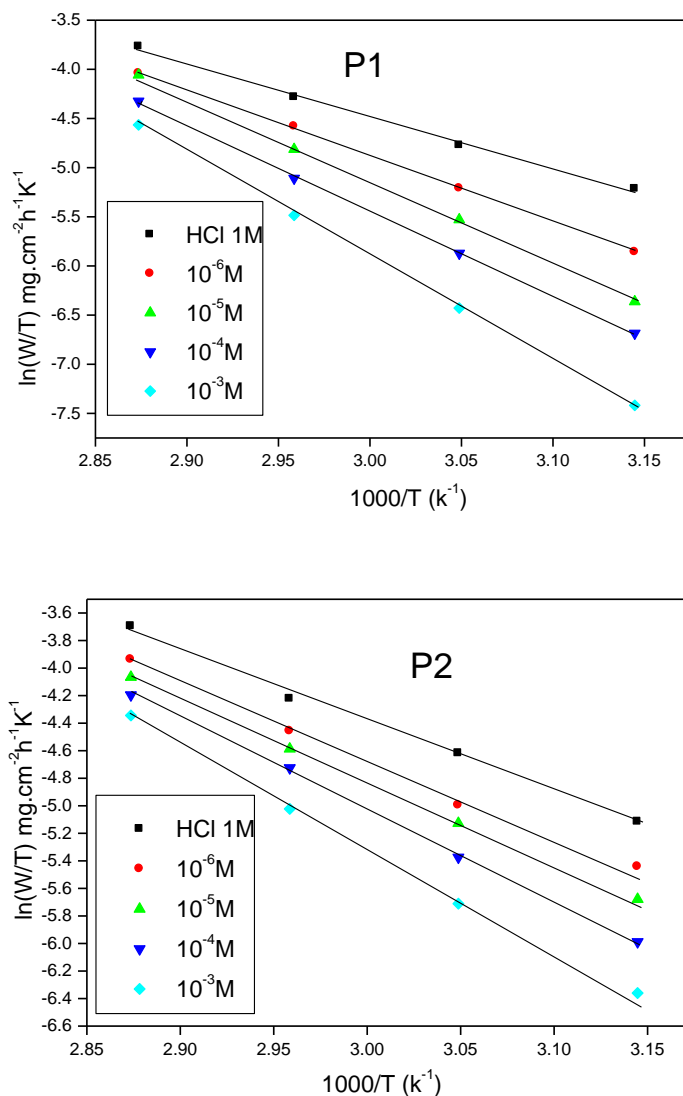 -3.5
P1
-4.0
-4.5
-5.0
-5.5
-6.0
-6.5
-7.0
-7.5
ln(W/T) mg.cm⁻²h⁻¹K⁻¹
HCl 1M
10⁻⁶M
10⁻⁵M
10⁻⁴M
10⁻³M
2.85 2.90 2.95 3.00 3.05 3.10 3.15
1000/T (k⁻¹)
-3.6
P2
-3.8
-4.0
-4.2
-4.4
-4.6
-4.8
-5.0
-5.2
-5.4
-5.6
-5.8
-6.0
-6.2
-6.4
-6.6
ln(W/T) mg.cm⁻²h⁻¹K⁻¹
HCl 1M
10⁻⁶M
10⁻⁵M
10⁻⁴M
10⁻³M
2.85 2.90 2.95 3.00 3.05 3.10 3.15
1000/T (k⁻¹)